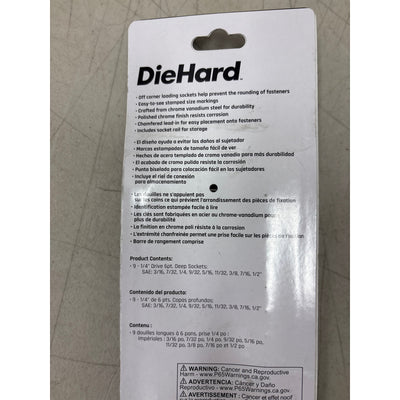 DieHard™
• Off corner loading sockets help prevent the rounding of fasteners
• Easy-to-see stamped size markings
• Crafted from chrome vanadium steel for durability
• Polished chrome finish resists corrosion
• Chamfered lead-in for easy placement onto fasteners
• Includes socket rail for storage
• El diseño ayuda a evitar los daños al sujetador
• Marcas estampadas de tamaño fácil de ver
• Hechos de acero templado de cromo vanadio para más durabilidad
• El acabado de cromo pulido resiste la corrosión
• Punta biselada para colocación fácil en los sujetadores
• Incluye el riel de conexión
para almacenamiento
• Les douilles ne s'appuient pas
sur les coins ce qui prévient l'arrondissement des pièces de fixation
• Identification estampée facile à lire
• Les clés sont fabriquées en acier au chrome-vanadium pour
plus de durabilité
• La finition en chrome poli résiste à la corrosion
• L'extrémité chanfreinée permet une prise facile sur les pièces de fixation
• Barre de rangement comprise
Product Contents:
• 9 - 1/4" Drive 6pt. Deep Sockets:
SAE: 3/16, 7/32, 1/4, 9/32, 5/16, 11/32, 3/8, 7/16, 1/2"
Contenido del producto:
• 9 - 1/4" de 6 pts. Copas profundas:
SAE: 3/16, 7/32, 1/4, 9/32, 5/16, 11/32, 3/8, 7/16, 1/2"
Contenu :
• 9 douilles longues à 6 pans, prise 1/4 po :
impériales : 3/16 po, 7/32 po, 1/4 po, 9/32 po, 5/16 po,
11/32 po, 3/8 po, 7/16 po et 1/2 po
WARNING: Cancer and Reproductive
Harm - www.P65Warnings.ca.gov.
ADVERTENCIA: Cáncer y Daño
Reproductivo - www.P65Warnings.ca.gov.
AVERTISSEMENT : Cancer et effet nocif